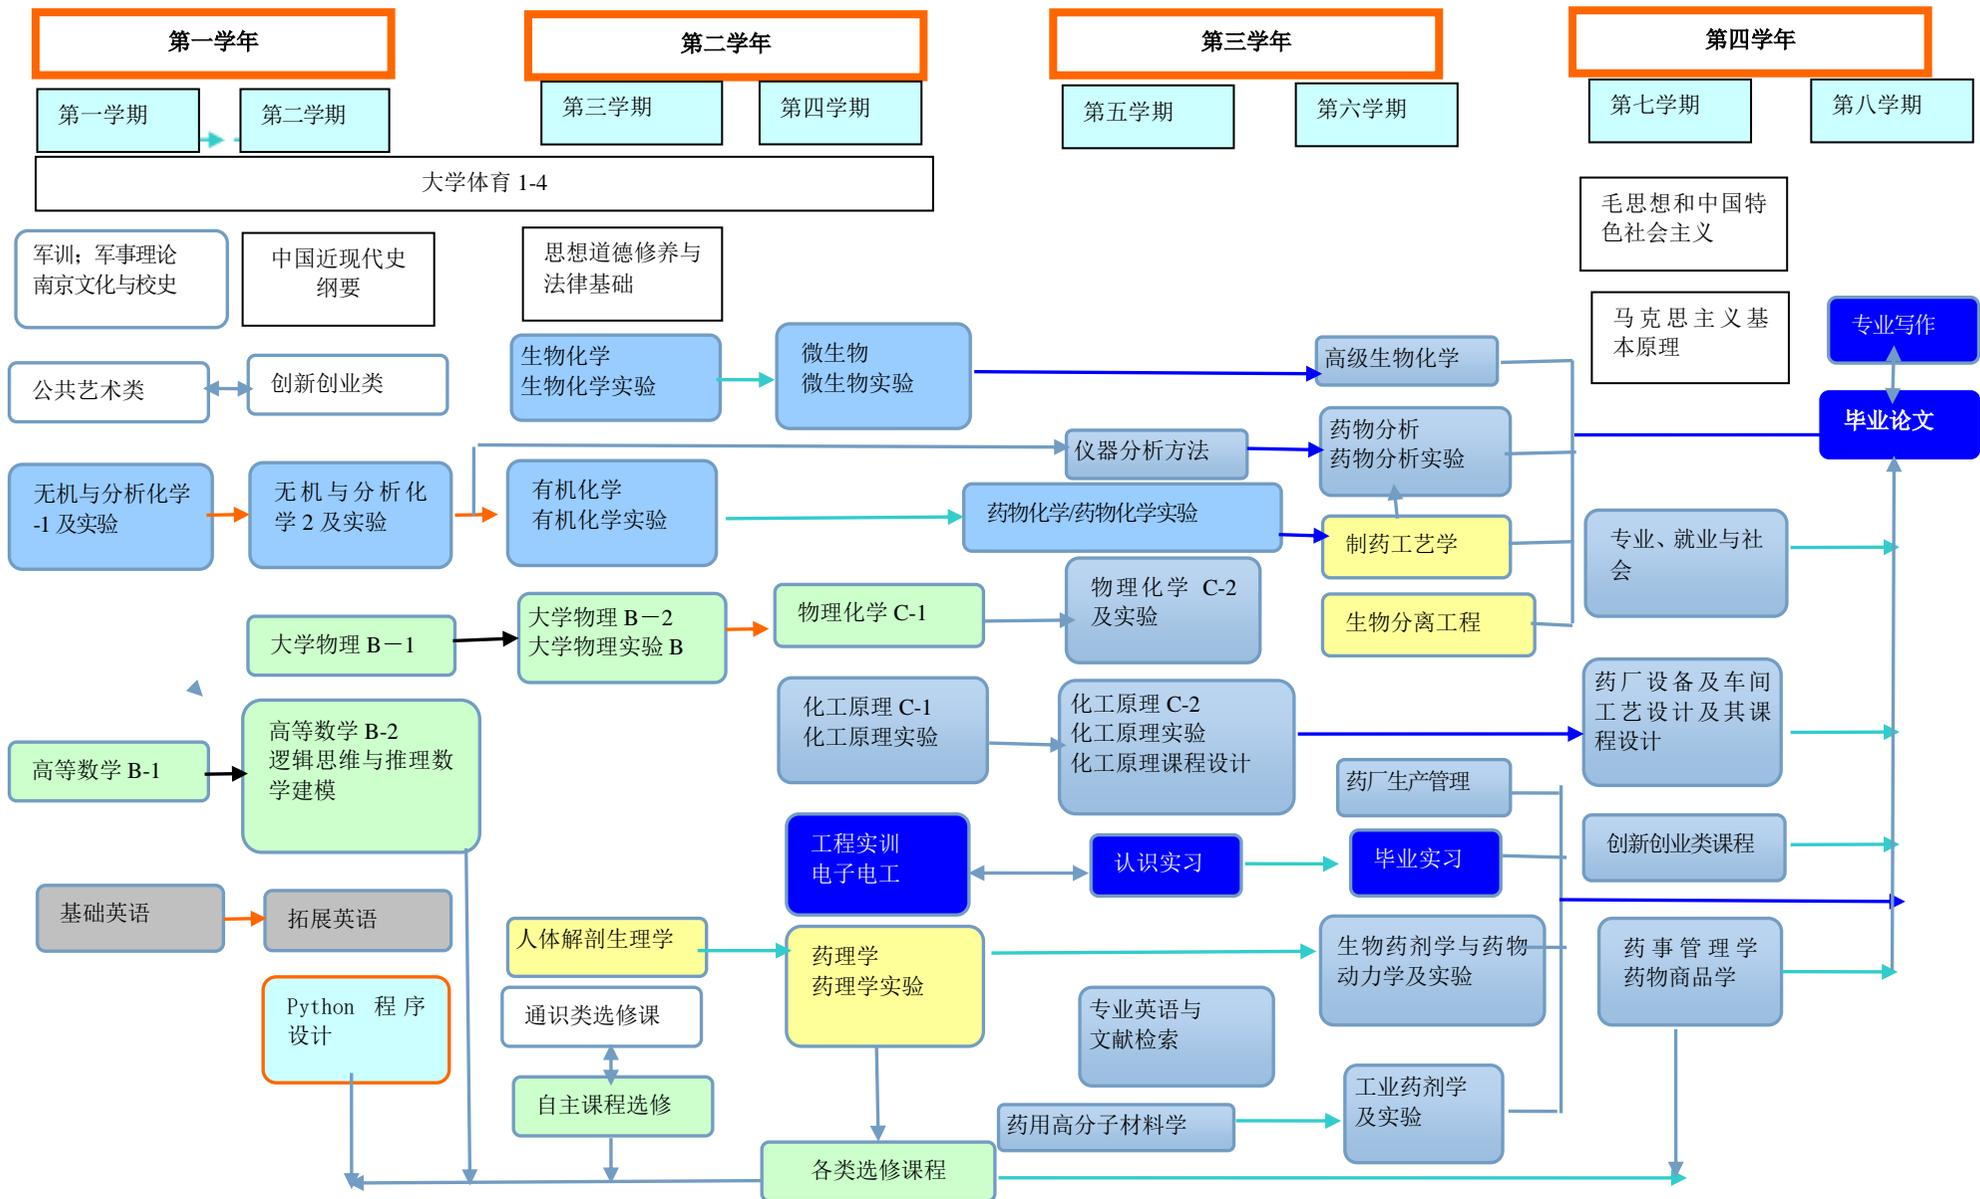 第一学年
第二学年
第三学年
第四学年
第一学期
第二学期
第三学期
第四学期
第五学期
第六学期
第七学期
第八学期
大学体育 1-4
军训；军事理论
南京文化与校史
中国近现代史
纲要
思想道德修养与
法律基础
毛思想和中国特
色社会主义
马克思主义基
本原理
专业写作
公共艺术类
创新创业类
生物化学
生物化学实验
微生物
微生物实验
高级生物化学
毕业论文
无机与分析化学
-1 及实验
无机与分析化
学 2 及实验
有机化学
有机化学实验
仪器分析方法
药物分析
药物分析实验
药物化学/药物化学实验
制药工艺学
专业、就业与社
会
大学物理 B－1
大学物理 B－2
大学物理实验 B
物理化学 C-1
物理化学 C-2
及实验
生物分离工程
高等数学 B-1
高等数学 B-2
逻辑思维与推理数
学建模
化工原理 C-1
化工原理实验
化工原理 C-2
化工原理实验
化工原理课程设计
药厂设备及车间
工艺设计及其课
程设计
药厂生产管理
工程实训
电子电工
认识实习
毕业实习
创新创业类课程
基础英语
拓展英语
人体解剖生理学
药理学
药理学实验
生物药剂学与药物
动力学及实验
药事管理学
药物商品学
Python 程序
设计
通识类选修课
专业英语与
文献检索
自主课程选修
药用高分子材料学
工业药剂学
及实验
各类选修课程